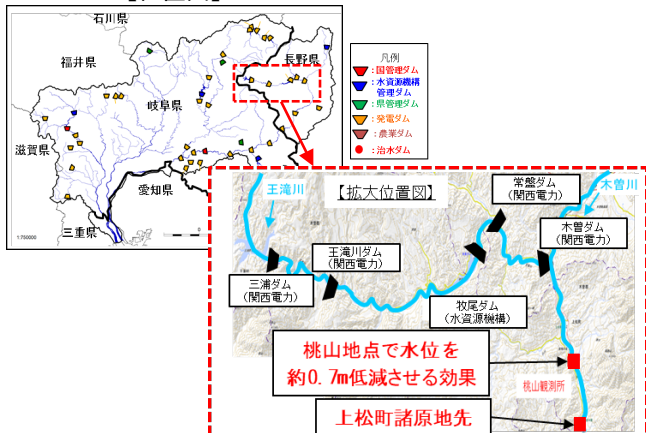 石川県
福井県
長野県
岐阜県
滋賀県
愛知県
三重県
1:750000
0
凡例
：国管理ダム
：水資源機構
管理ダム
：県管理ダム
：発電ダム
：農業ダム
：治水ダム
【拡大位置図】
王滝川
木曽川
常盤ダム
（関西電力）
木曽ダム
（関西電力）
王滝川ダム
（関西電力）
三浦ダム
（関西電力）
牧尾ダム
（水資源機構）
桃山地点で水位を
約0.7m低減させる効果
桃山観測所
上松町諸原地先